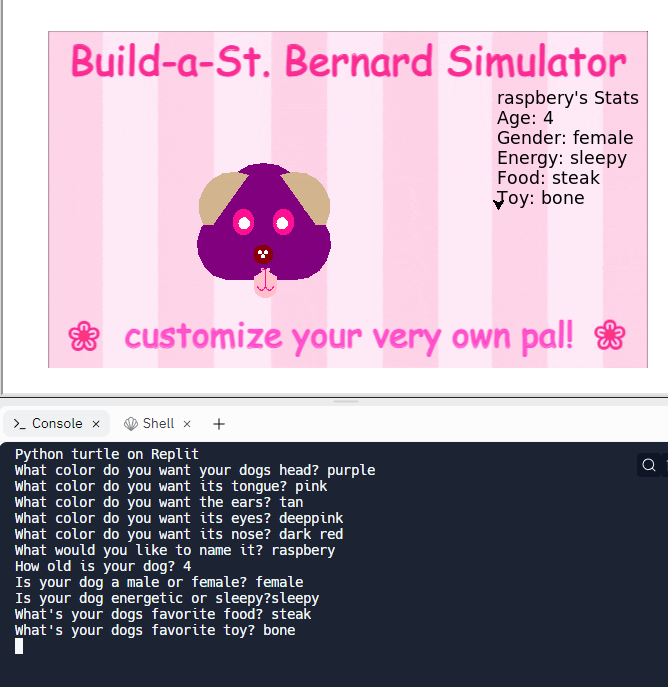 Build-a-St. Bernard Simulator
raspbery's Stats
Age: 4
Gender: female
Energy: sleepy
Food: steak
Toy: bone
customize your very own pal!
Console
Shell
Python turtle on Replit
What color do you want your dogs head? purple
What color do you want its tongue? pink
What color do you want the ears? tan
What color do you want its eyes? deeppink
What color do you want its nose? dark red
What would you like to name it? raspbery
How old is your dog? 4
Is your dog a male or female? female
Is your dog energetic or sleepy?sleepy
What's your dogs favorite food? steak
What's your dogs favorite toy? bone